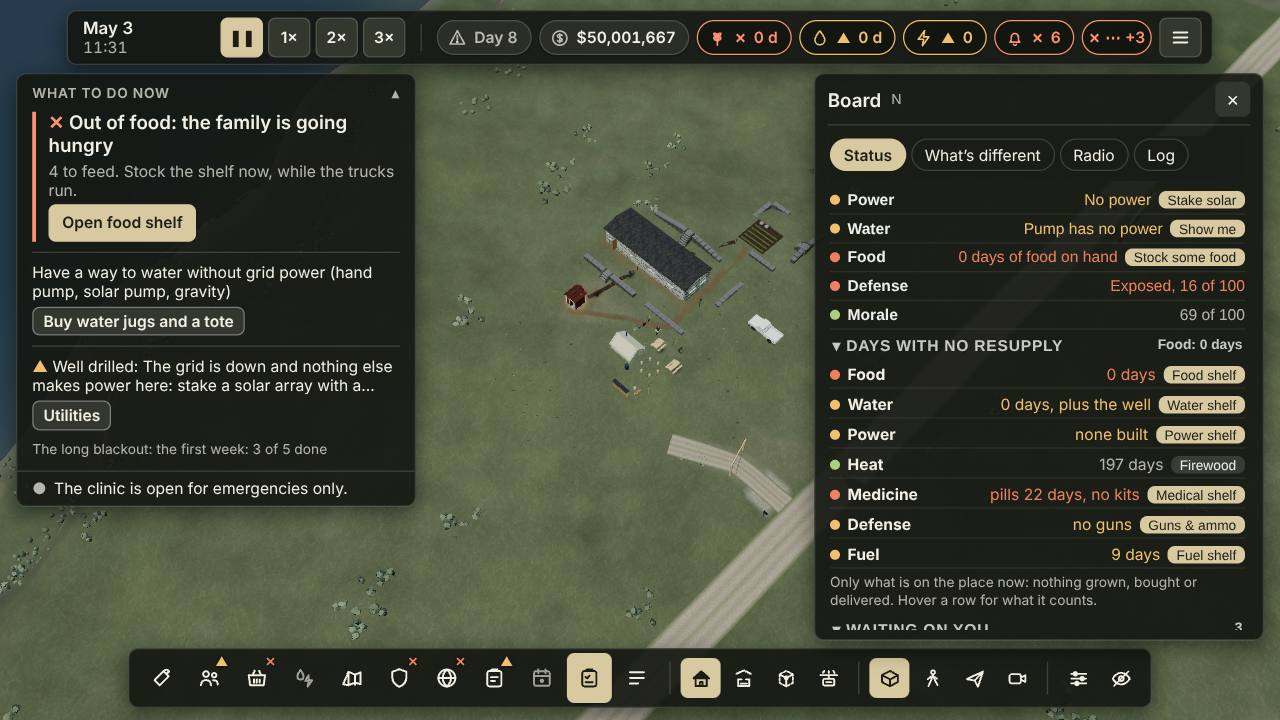 May 3
11:31
1×
2×
3×
Day 8
$50,001,667
× 0 d
0 d
0
× 6
× ··· +3
WHAT TO DO NOW
× Out of food: the family is going
hungry
4 to feed. Stock the shelf now, while the trucks
run.
Open food shelf
Have a way to water without grid power (hand
pump, solar pump, gravity)
Buy water jugs and a tote
Well drilled: The grid is down and nothing else
makes power here: stake a solar array with a...
Utilities
The long blackout: the first week: 3 of 5 done
The clinic is open for emergencies only.
Board N
×
Status
What's different
Radio
Log
Power No power Stake solar
Water Pump has no power Show me
Food 0 days of food on hand Stock some food
Defense Exposed, 16 of 100
Morale 69 of 100
▾ DAYS WITH NO RESUPPLY Food: 0 days
Food 0 days Food shelf
Water 0 days, plus the well Water shelf
Power none built Power shelf
Heat 197 days Firewood
Medicine pills 22 days, no kits Medical shelf
Defense no guns Guns & ammo
Fuel 9 days Fuel shelf
Only what is on the place now: nothing grown, bought or
delivered. Hover a row for what it counts.
▾ WAITING ON YOU 3